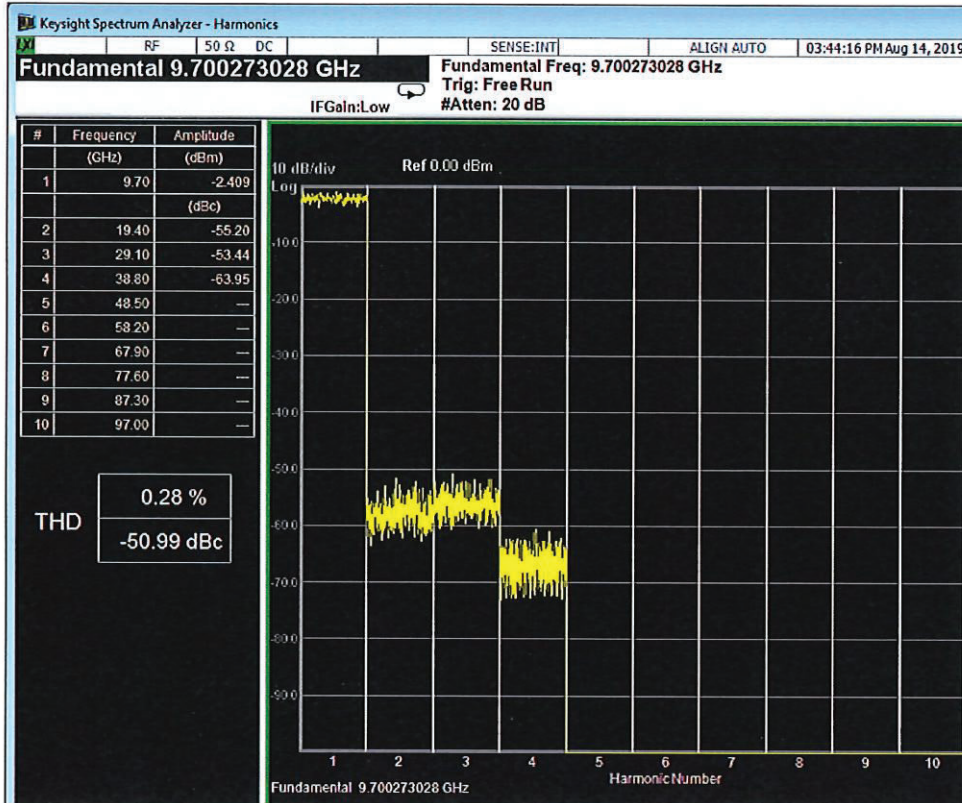 Keysight Spectrum Analyzer - Harmonics
LXI RF 50 Ω DC SENSE:INT ALIGN AUTO 03:44:16 PM Aug 14, 2019
Fundamental 9.700273028 GHz
Fundamental Freq: 9.700273028 GHz
Trig: Free Run
IFGain:Low #Atten: 20 dB
# Frequency Amplitude
(GHz) (dBm)
1 9.70 -2.409
(dBc)
2 19.40 -55.20
3 29.10 -53.44
4 38.80 -63.95
5 48.50 ---
6 58.20 ---
7 67.90 ---
8 77.60 ---
9 87.30 ---
10 97.00 ---
THD 0.28 %
-50.99 dBc
10 dB/div Ref 0.00 dBm
Log
-10.0
-20.0
-30.0
-40.0
-50.0
-60.0
-70.0
-80.0
-90.0
1 2 3 4 5 6 7 8 9 10
Harmonic Number
Fundamental 9.700273028 GHz